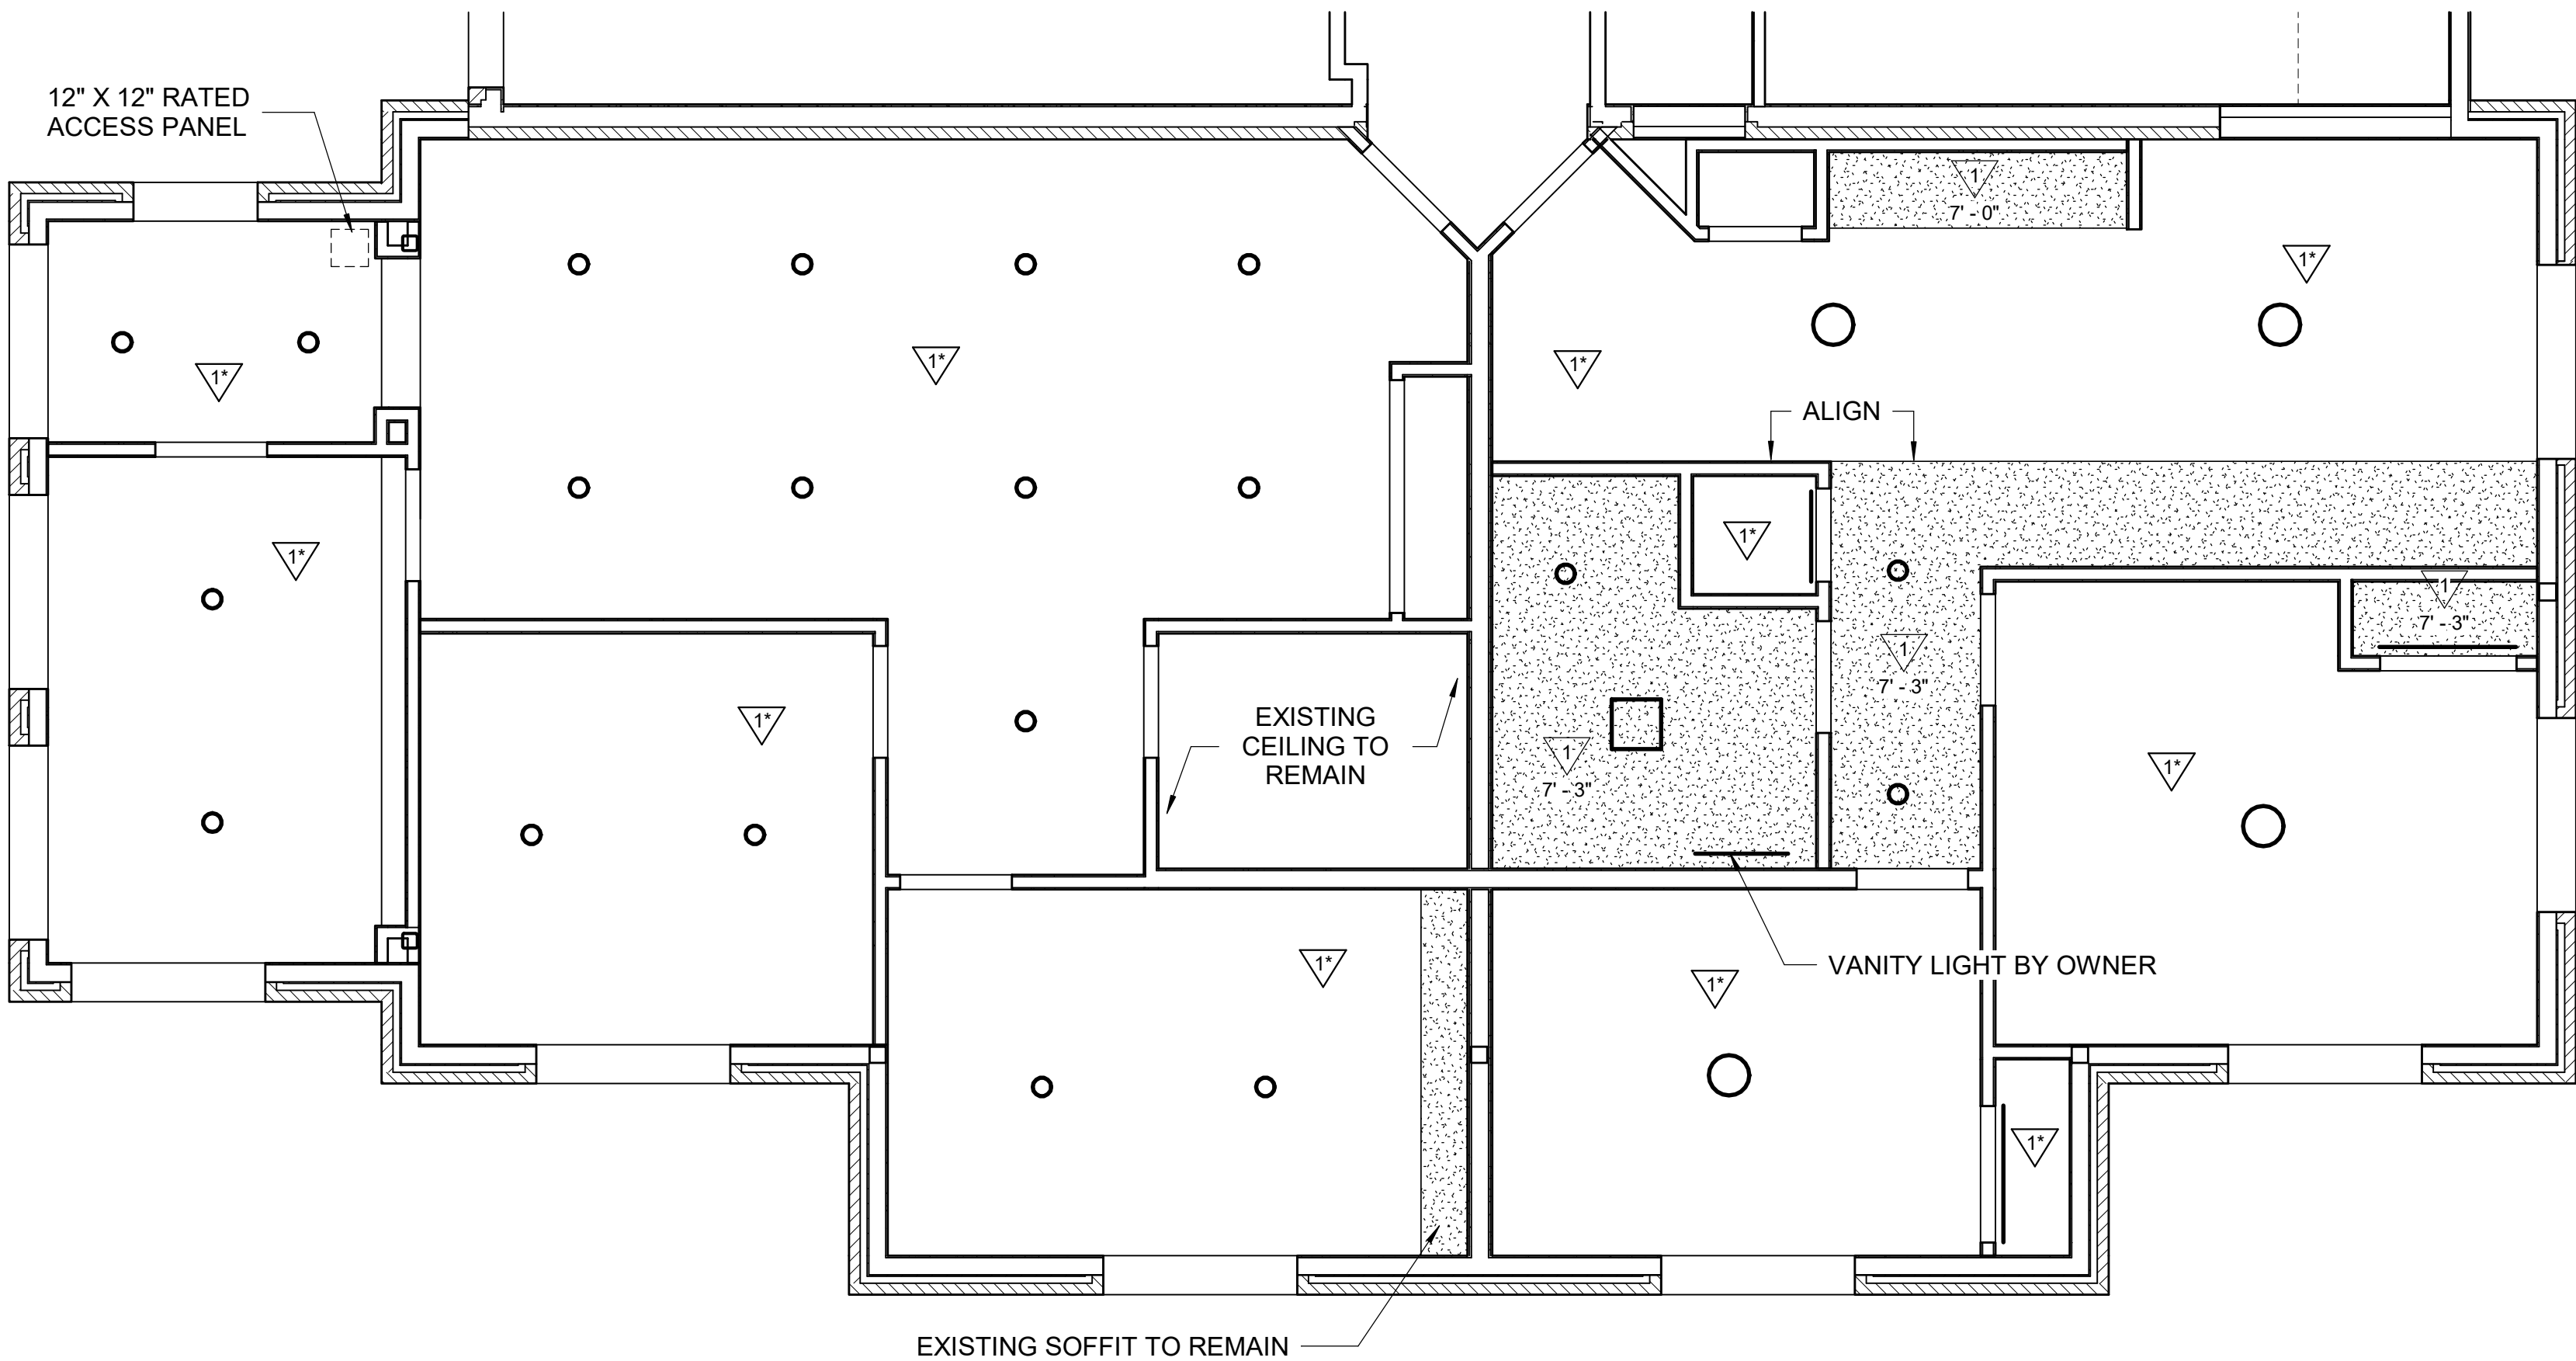 12" X 12" RATED
ACCESS PANEL
1
7' - 0"
1*
1*
1*
1*
ALIGN
1*
1*
1
7' - 3"
1
7' - 3"
1*
EXISTING
CEILING TO
REMAIN
1
7' - 3"
1*
1*
VANITY LIGHT BY OWNER
1*
1*
EXISTING SOFFIT TO REMAIN